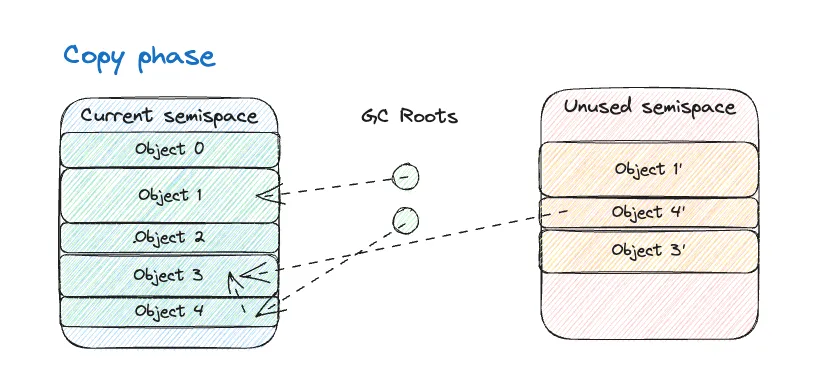 Copy phase
Current semispace
Object 0
Object 1
Object 2
Object 3
Object 4
GC Roots
Unused semispace
Object 1'
Object 4'
Object 3'